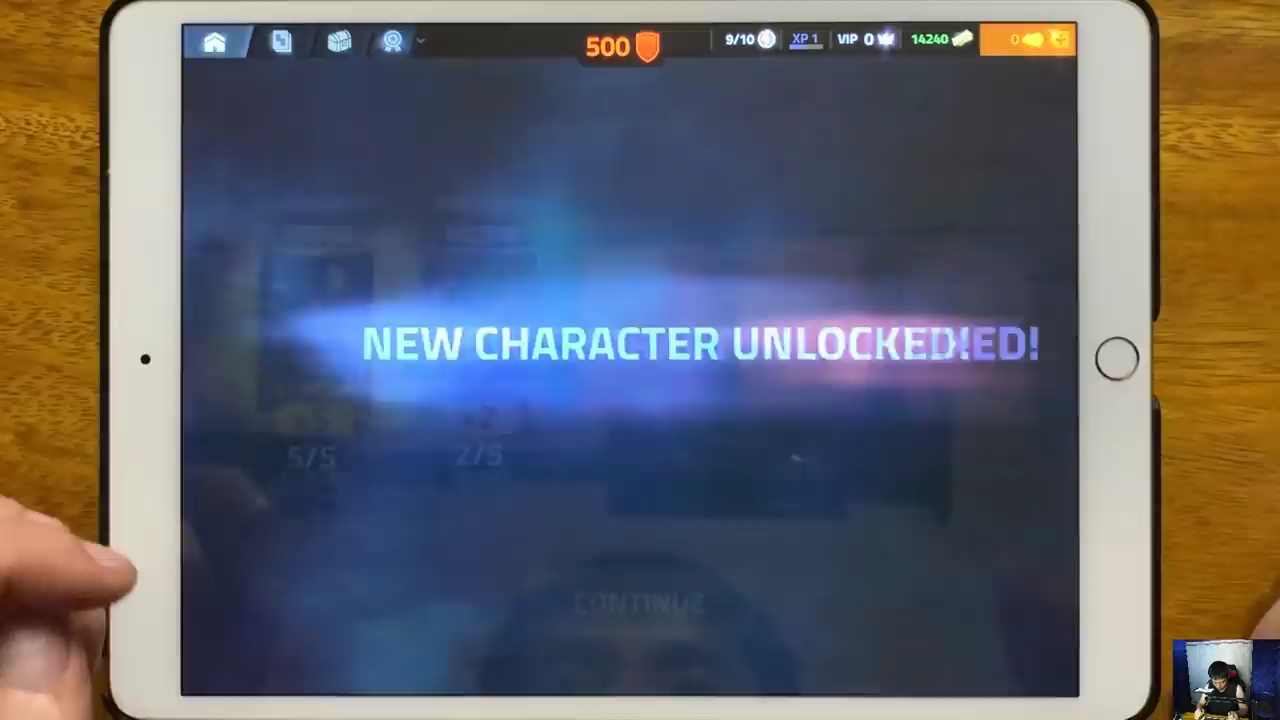 500
9/10
XP 1
VIP 0
14240
0
NEW CHARACTER UNLOCKED!ED!
5/5
2/5
CONTINUE